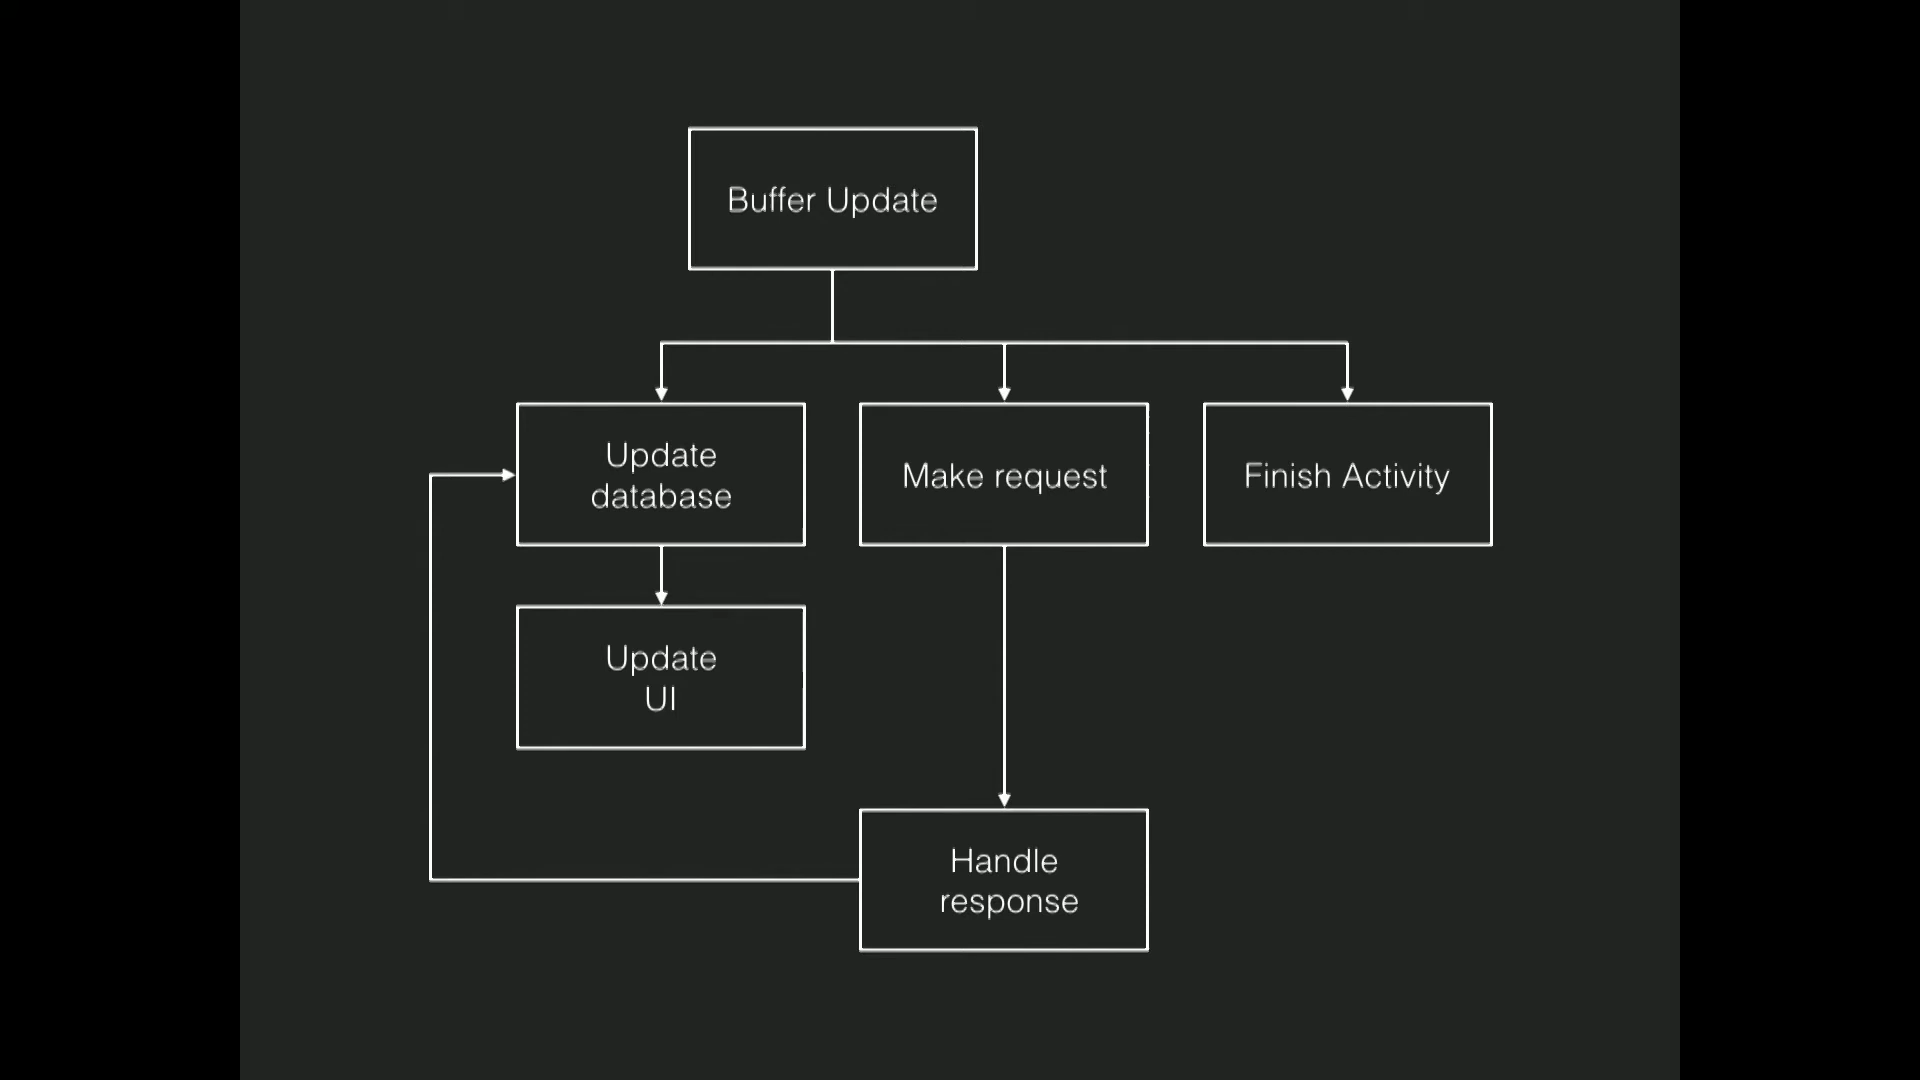 Buffer Update
Update
database
Make request
Finish Activity
Update
UI
Handle
response